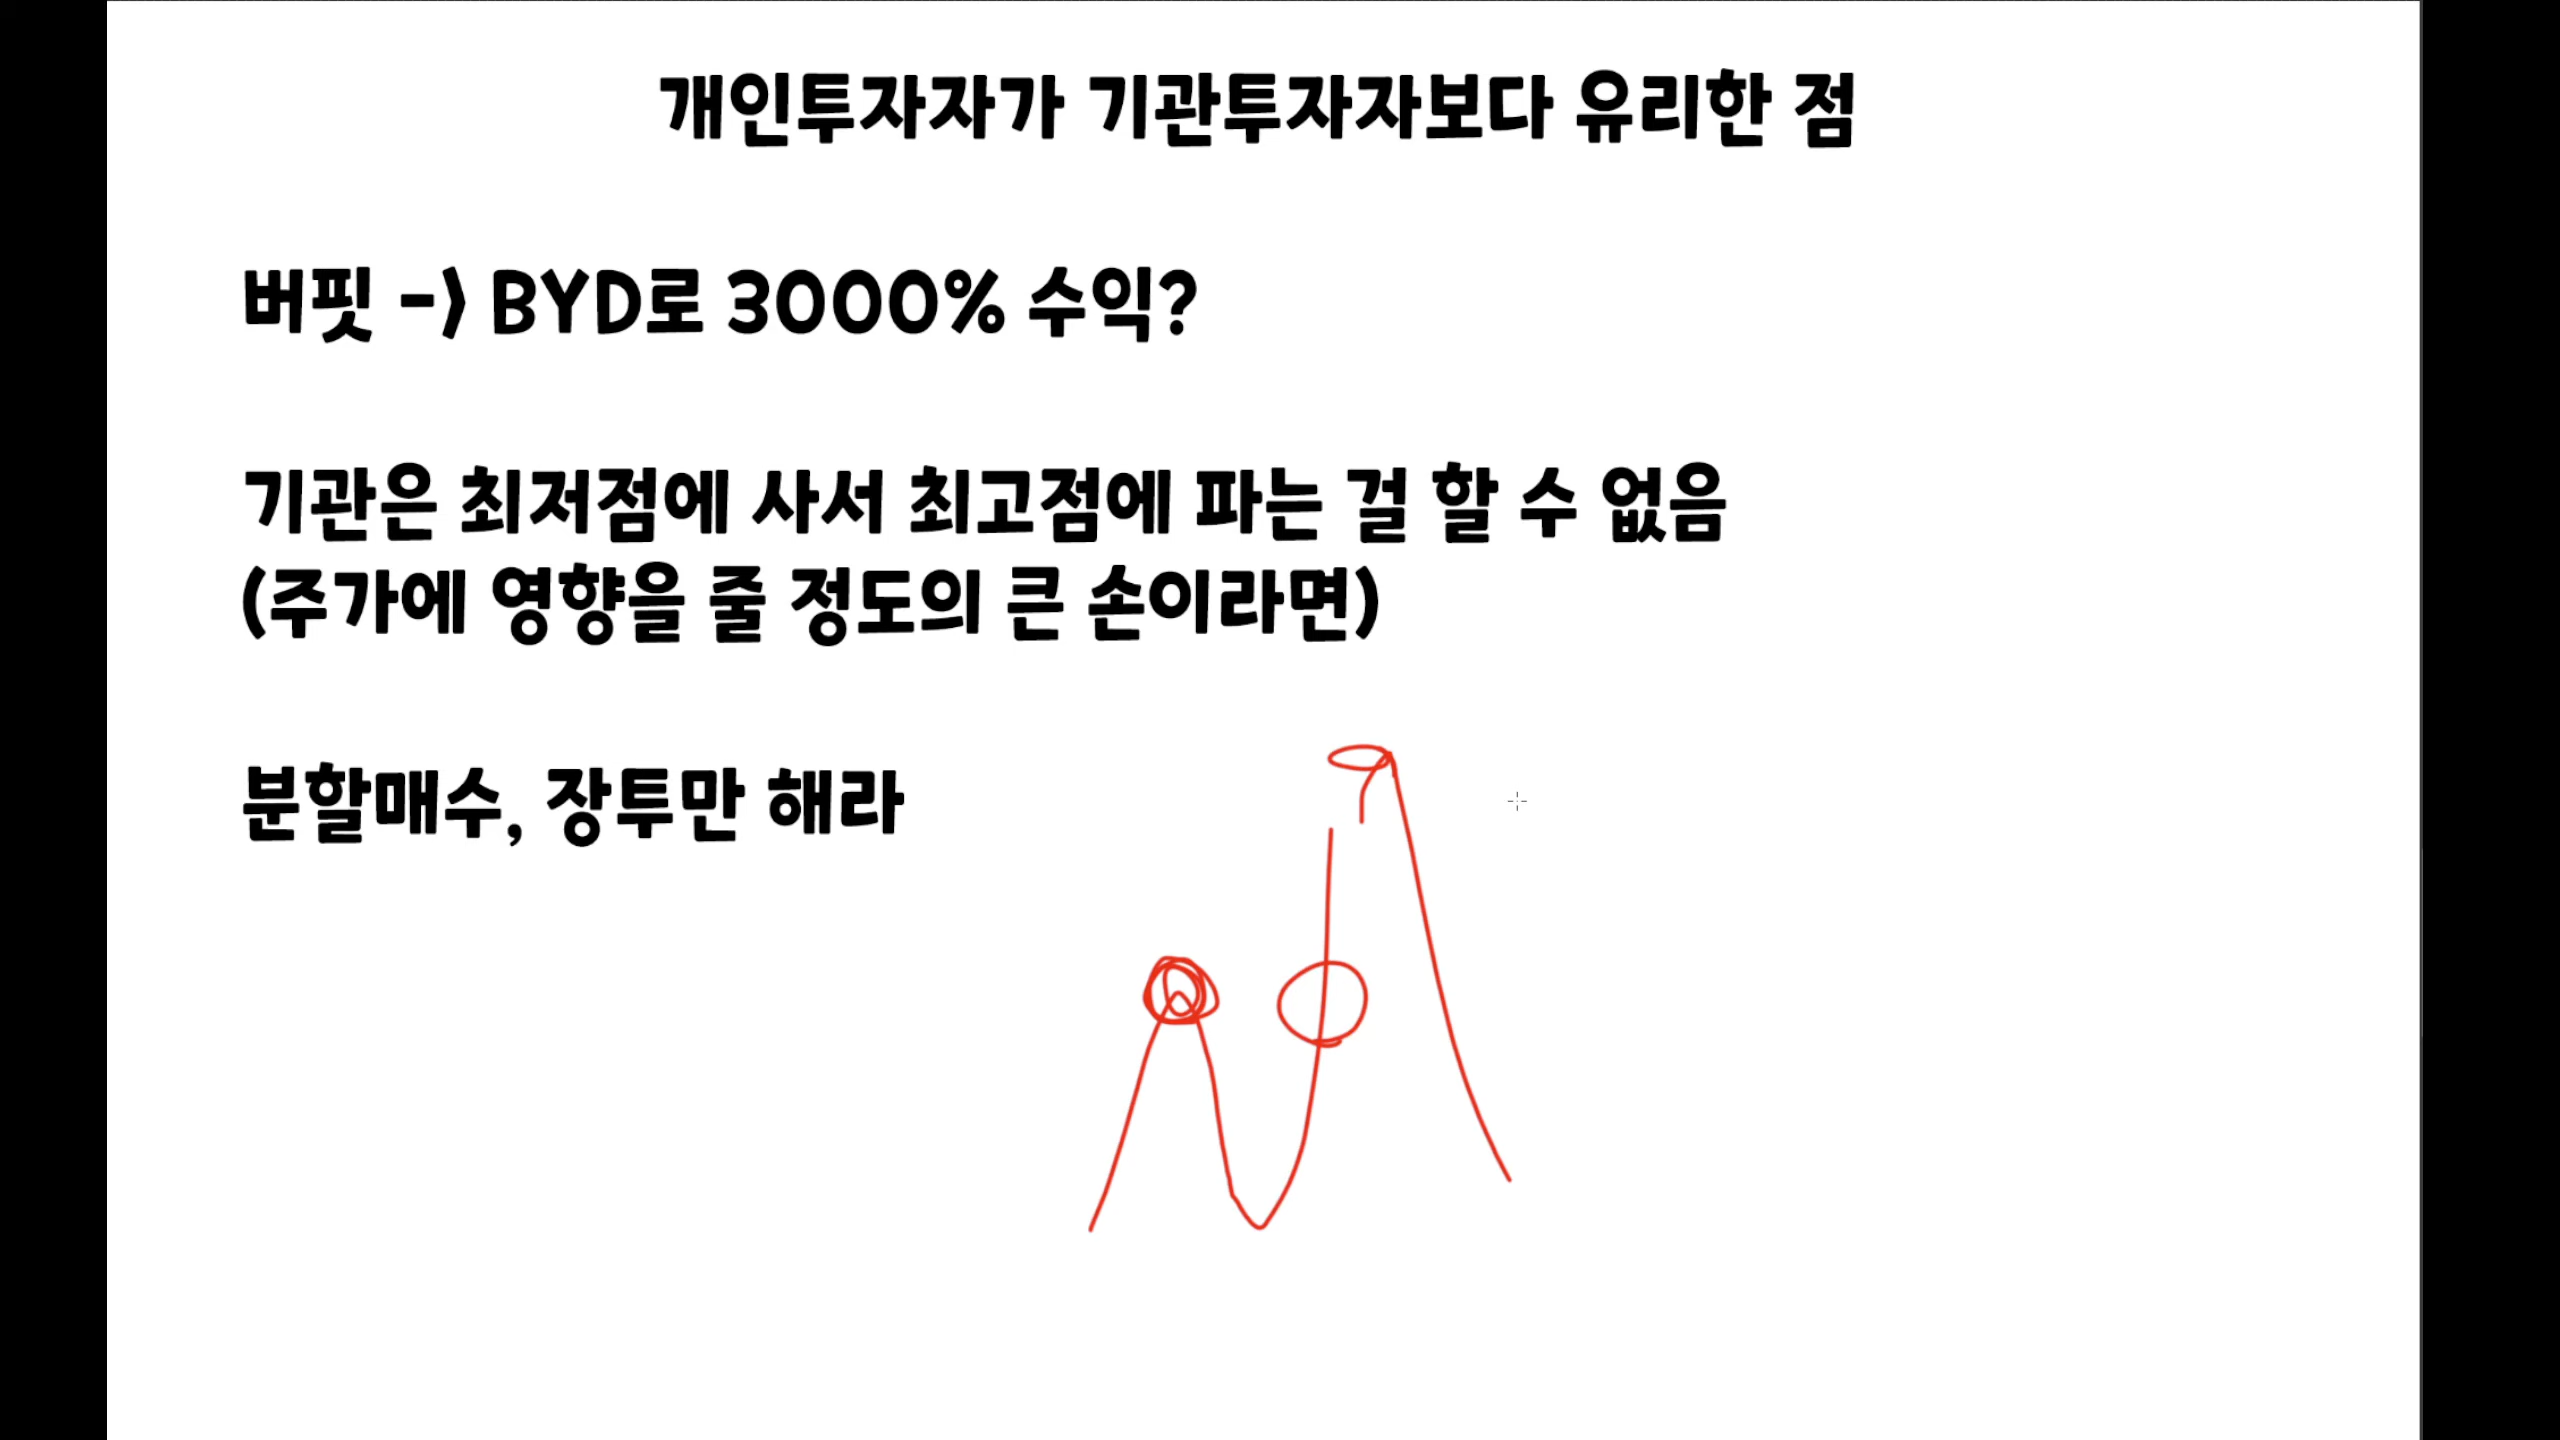 개인투자자가 기관투자자보다 유리한 점
버핏 -> BYD로 3000% 수익?
기관은 최저점에 사서 최고점에 파는 걸 할 수 없음
(주가에 영향을 줄 정도의 큰 손이라면)
분할매수, 장투만 해라